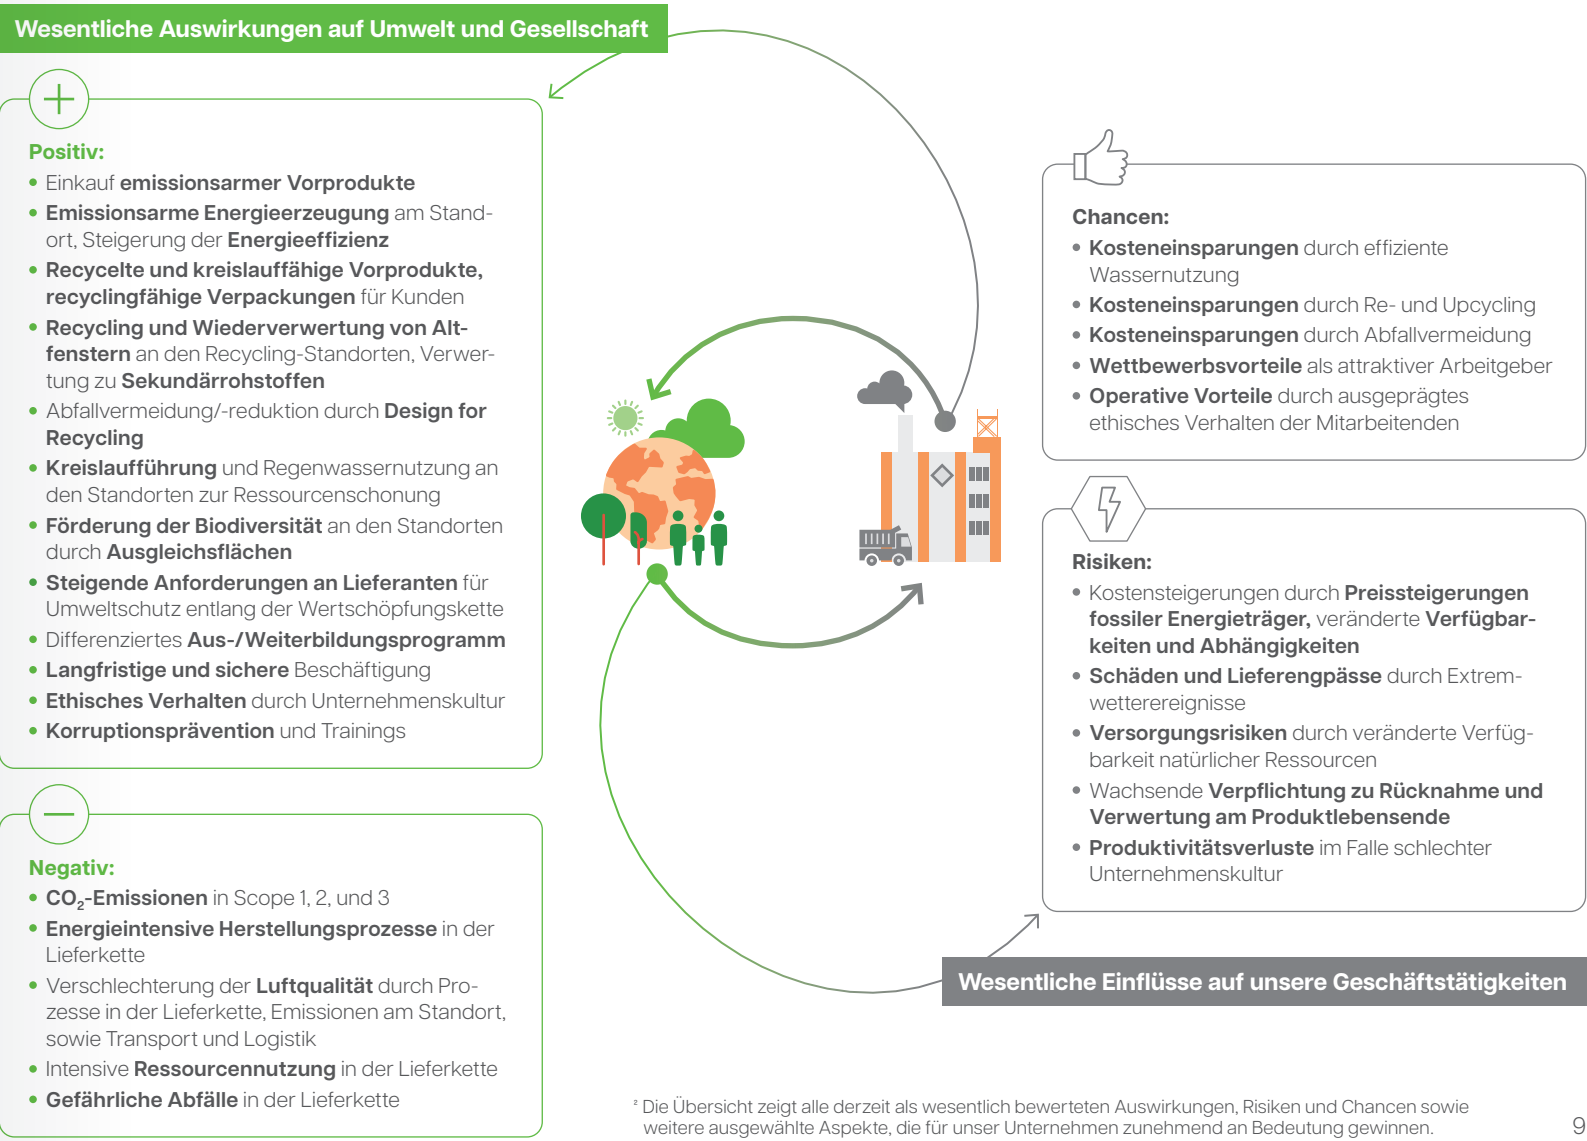 Wesentliche Auswirkungen auf Umwelt und Gesellschaft
Positiv:
• Einkauf emissionsarmer Vorprodukte
• Emissionsarme Energieerzeugung am Stand-
ort, Steigerung der Energieeffizienz
• Recycelte und kreislauffähige Vorprodukte,
recyclingfähige Verpackungen für Kunden
• Recycling und Wiederverwertung von Alt-
fenstern an den Recycling-Standorten, Verwer-
tung zu Sekundärrohstoffen
• Abfallvermeidung/-reduktion durch Design for
Recycling
• Kreislaufführung und Regenwassernutzung an
den Standorten zur Ressourcenschonung
• Förderung der Biodiversität an den Standorten
durch Ausgleichsflächen
• Steigende Anforderungen an Lieferanten für
Umweltschutz entlang der Wertschöpfungskette
• Differenziertes Aus-/Weiterbildungsprogramm
• Langfristige und sichere Beschäftigung
• Ethisches Verhalten durch Unternehmenskultur
• Korruptionsprävention und Trainings
Negativ:
• CO₂-Emissionen in Scope 1, 2, und 3
• Energieintensive Herstellungsprozesse in der
Lieferkette
• Verschlechterung der Luftqualität durch Pro-
zesse in der Lieferkette, Emissionen am Standort,
sowie Transport und Logistik
• Intensive Ressourcennutzung in der Lieferkette
• Gefährliche Abfälle in der Lieferkette
Chancen:
• Kosteneinsparungen durch effiziente
Wassernutzung
• Kosteneinsparungen durch Re- und Upcycling
• Kosteneinsparungen durch Abfallvermeidung
• Wettbewerbsvorteile als attraktiver Arbeitgeber
• Operative Vorteile durch ausgeprägtes
ethisches Verhalten der Mitarbeitenden
Risiken:
• Kostensteigerungen durch Preissteigerungen
fossiler Energieträger, veränderte Verfügbar-
keiten und Abhängigkeiten
• Schäden und Lieferengpässe durch Extrem-
wetterereignisse
• Versorgungsrisiken durch veränderte Verfüg-
barkeit natürlicher Ressourcen
• Wachsende Verpflichtung zu Rücknahme und
Verwertung am Produktlebensende
• Produktivitätsverluste im Falle schlechter
Unternehmenskultur
Wesentliche Einflüsse auf unsere Geschäftstätigkeiten
² Die Übersicht zeigt alle derzeit als wesentlich bewerteten Auswirkungen, Risiken und Chancen sowie
weitere ausgewählte Aspekte, die für unser Unternehmen zunehmend an Bedeutung gewinnen.
9